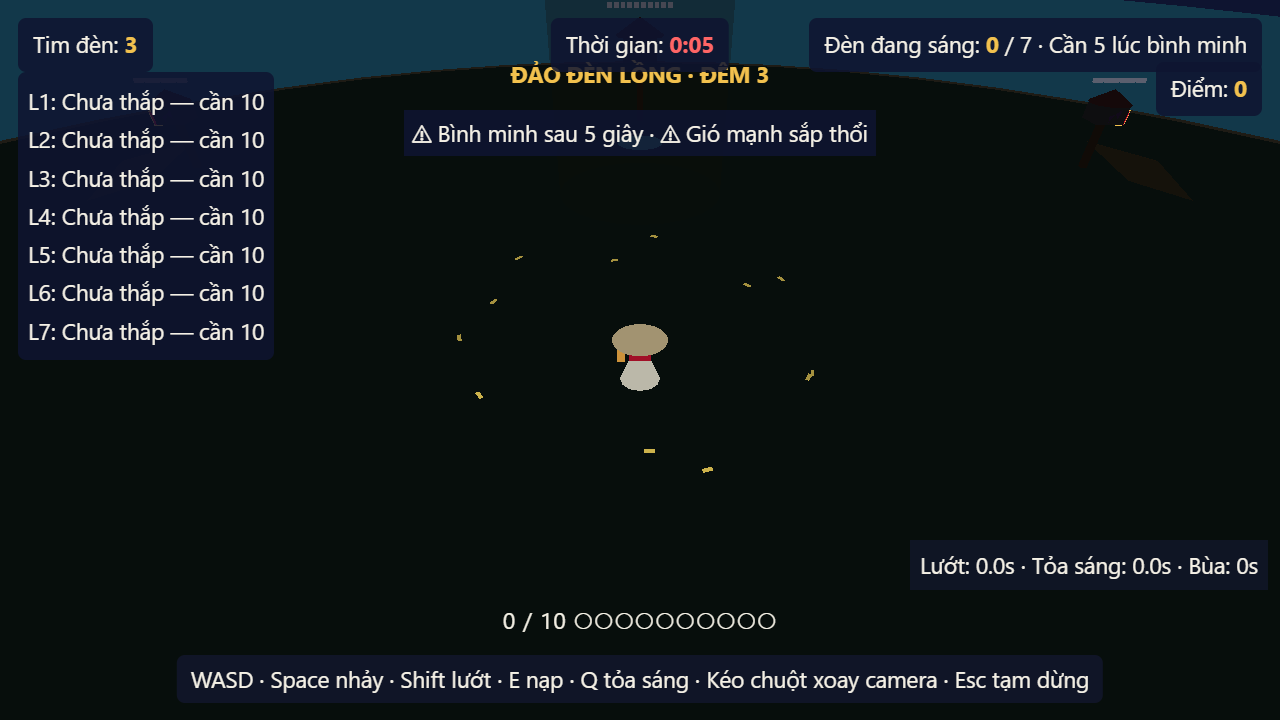 Tim đèn: 3
Thời gian: 0:05
Đèn đang sáng: 0 / 7 · Cần 5 lúc bình minh
ĐẢO ĐÈN LỒNG · ĐÊM 3
Điểm: 0
L1: Chưa thắp — cần 10
L2: Chưa thắp — cần 10
L3: Chưa thắp — cần 10
L4: Chưa thắp — cần 10
L5: Chưa thắp — cần 10
L6: Chưa thắp — cần 10
L7: Chưa thắp — cần 10
⚠ Bình minh sau 5 giây · ⚠ Gió mạnh sắp thổi
Lướt: 0.0s · Tỏa sáng: 0.0s · Bùa: 0s
0 / 10 ○○○○○○○○○○
WASD · Space nhảy · Shift lướt · E nạp · Q tỏa sáng · Kéo chuột xoay camera · Esc tạm dừng